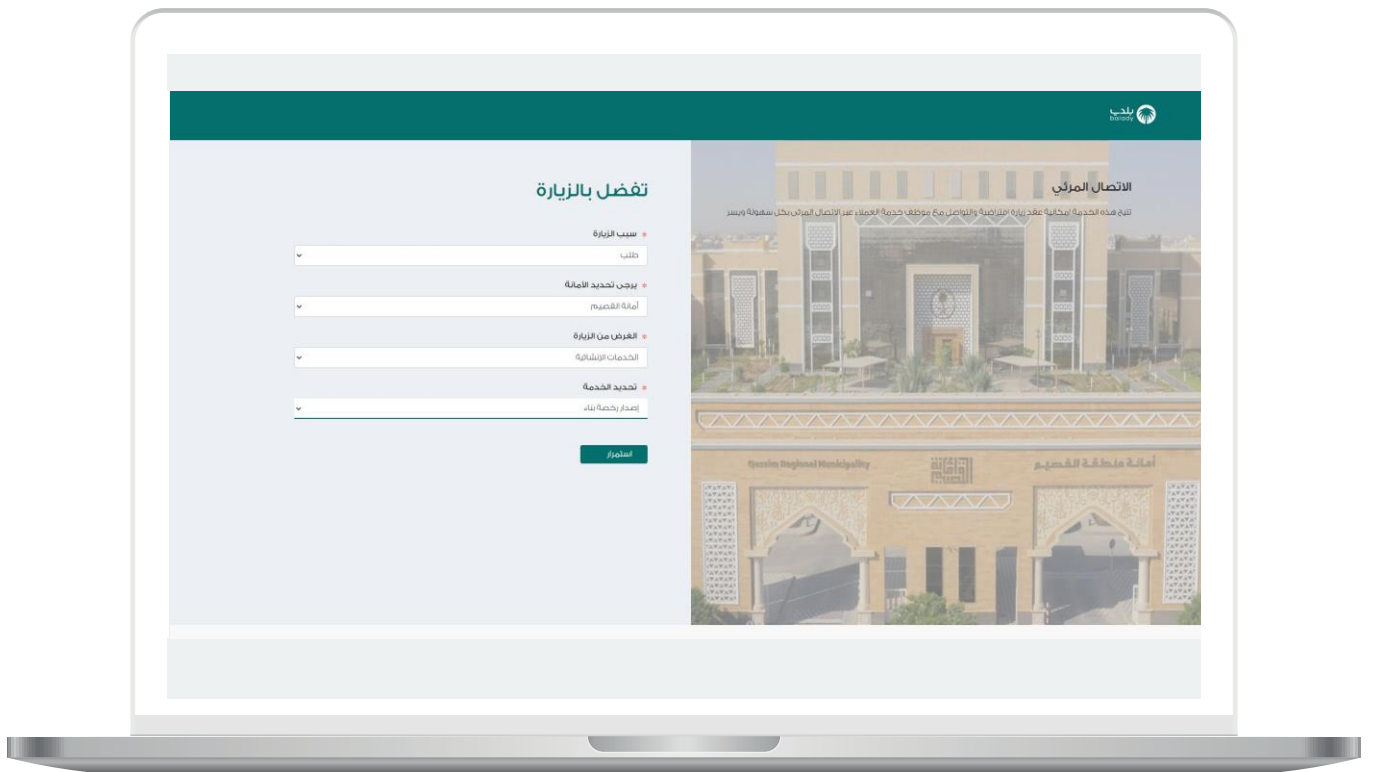 بلدي
balady
الاتصال المرئي
تتيح هذه الخدمة إمكانية عقد زيارة افتراضية والتواصل مع موظف خدمة العملاء عبر الاتصال المرئي بكل سهولة ويسر
تفضل بالزيارة
* سبب الزيارة
طلب
* يرجى تحديد الأمانة
أمانة القصيم
* الغرض من الزيارة
الخدمات الإنشائية
* تحديد الخدمة
إصدار رخصة بناء
استمرار
أمانة منطقة القصيم
Qassim Regional Municipality